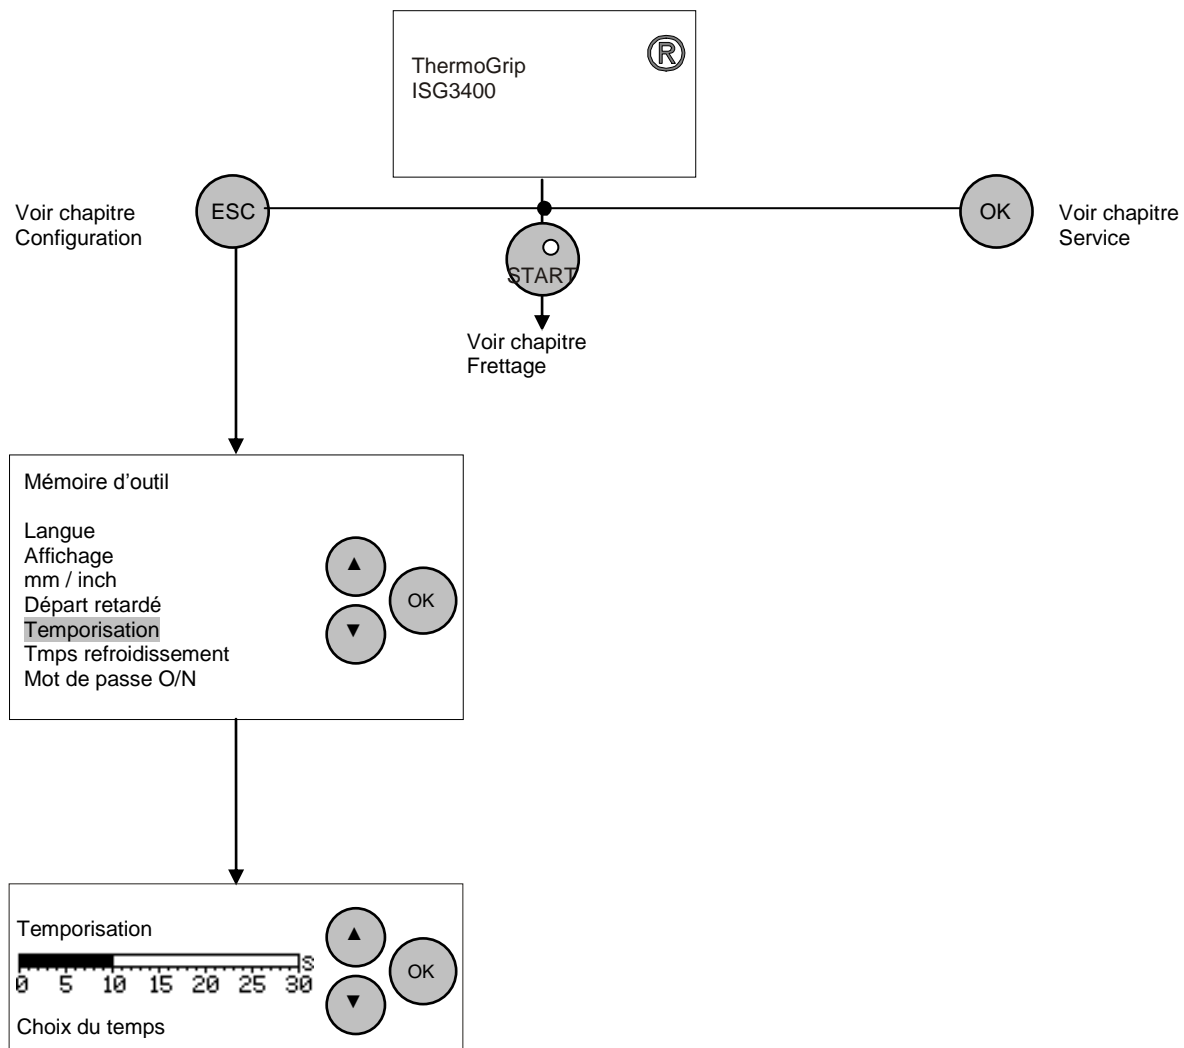 ThermoGrip
ISG3400
®
Voir chapitre
Configuration
ESC
START
OK
Voir chapitre
Service
Voir chapitre
Frettage
Mémoire d’outil
Langue
Affichage
mm / inch
Départ retardé
Temporisation
Tmps refroidissement
Mot de passe O/N
▲
▼
OK
Temporisation
S
0 5 10 15 20 25 30
Choix du temps
▲
▼
OK